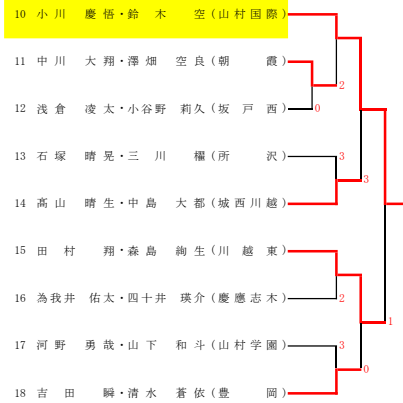 10 小川 慶悟・鈴木 空(山村国際)
11 中川 大翔・澤畑 空良(朝霞)
2
12 浅倉 凌太・小谷野 莉久(坂戸西)
0
13 石塚 晴晃・三川 櫂(所沢)
3
3
14 髙山 晴生・中島 大都(城西川越)
15 田村 翔・森島 絢生(川越東)
16 為我井 佑太・四十井 瑛介(慶應志木)
2
1
17 河野 勇哉・山下 和斗(山村学園)
3
0
18 吉田 瞬・清水 蒼依(豊岡)